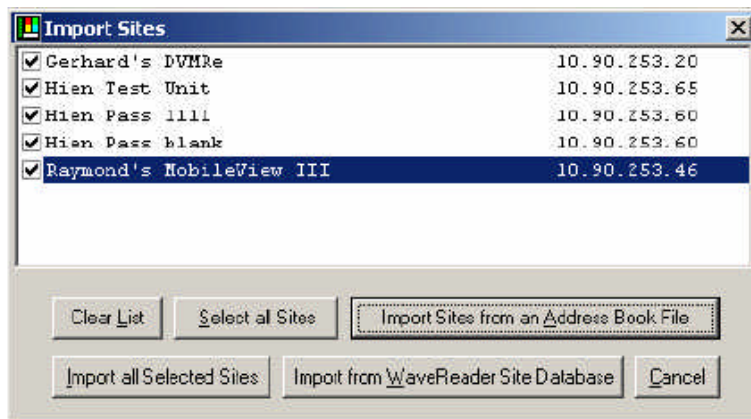 Import Sites
Gerhard's DVMRe 10.90.253.20
Hien Test Unit 10.90.253.65
Hien Pass 1111 10.90.253.60
Hien Pass blank 10.90.253.60
Raymond's MobileView III 10.90.253.46
Clear List Select all Sites Import Sites from an Address Book File
Import all Selected Sites Import from WaveReader Site Database Cancel